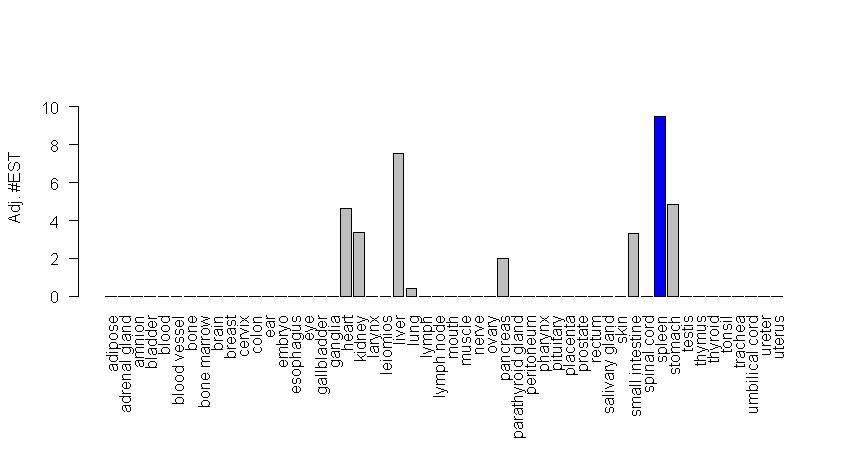 Adj. #EST
10
8
6
4
2
0
adipose
adrenal gland
amnion
bladder
blood
blood vessel
bone
bone marrow
brain
breast
cervix
colon
ear
embryo
esophagus
eye
gallbladder
ganglia
heart
kidney
larynx
leiomios
liver
lung
lymph
lymph node
mouth
muscle
nerve
ovary
pancreas
parathyroid gland
peritoneum
pharynx
pituitary
placenta
prostate
rectum
salivary gland
skin
small intestine
spinal cord
spleen
stomach
testis
thymus
thyroid
tonsil
trachea
umbilical cord
ureter
uterus